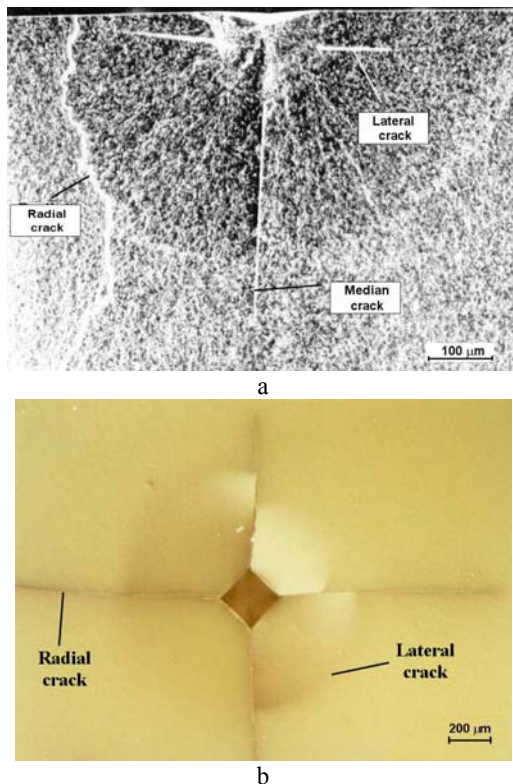 Lateral
crack
Radial
crack
Median
crack
100 μm
a
Radial
crack
Lateral
crack
200 μm
b